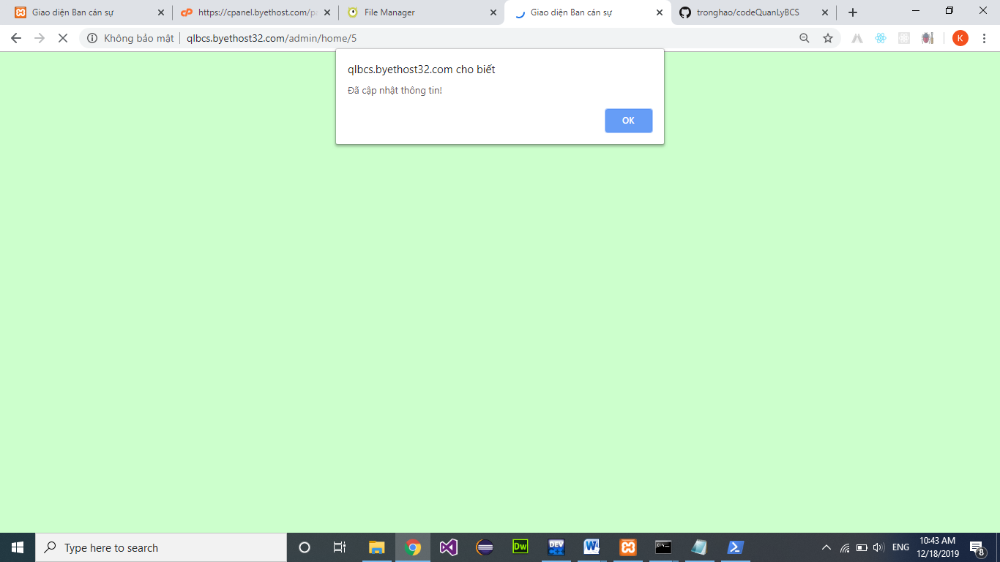 Giao diện Ban cán sự
https://cpanel.byethost.com/pa
File Manager
Giao diện Ban cán sự
tronghao/codeQuanLyBCS
Không bảo mật
qlbcs.byethost32.com/admin/home/5
K
qlbcs.byethost32.com cho biết
Đã cập nhật thông tin!
OK
Type here to search
Dw
DEV
ENG
10:43 AM
12/18/2019
8